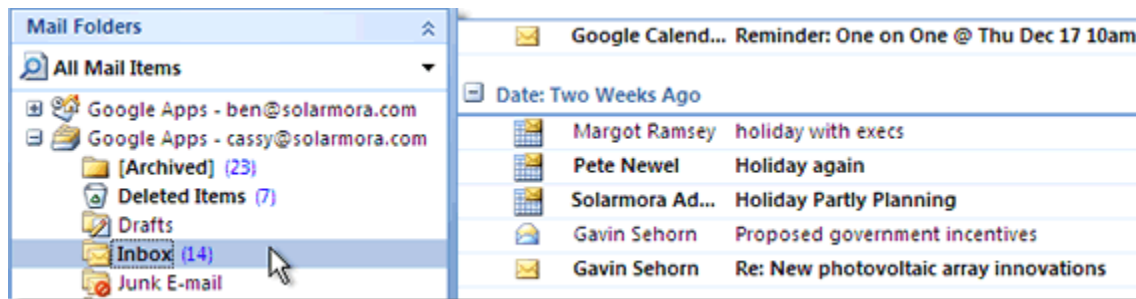 Mail Folders
All Mail Items
Google Apps - ben@solarmora.com
Google Apps - cassy@solarmora.com
[Archived] (23)
Deleted Items (7)
Drafts
Inbox (14)
Junk E-mail
Google Calend... Reminder: One on One @ Thu Dec 17 10am
Date: Two Weeks Ago
Margot Ramsey holiday with execs
Pete Newel Holiday again
Solarmora Ad... Holiday Partly Planning
Gavin Sehorn Proposed government incentives
Gavin Sehorn Re: New photovoltaic array innovations